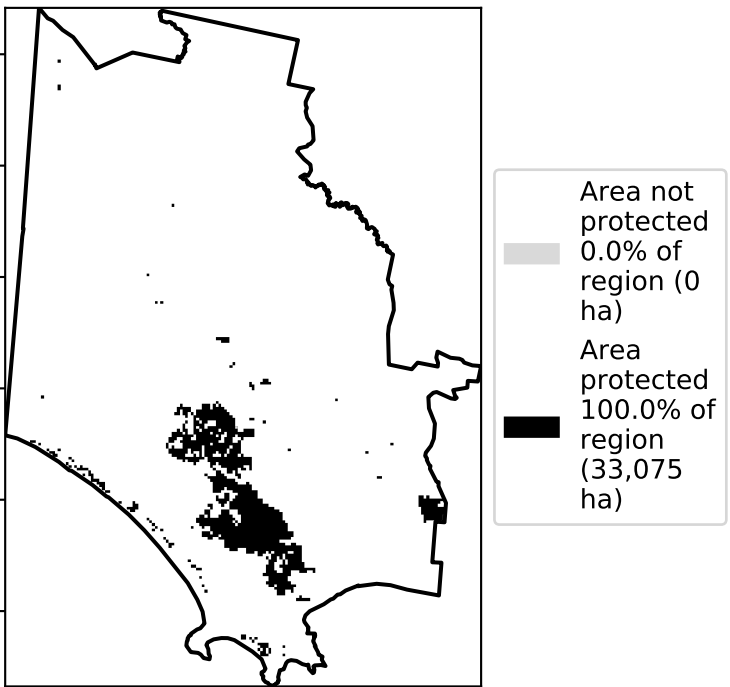 Area not
protected
0.0% of
region (0
ha)
Area
protected
100.0% of
region
(33,075
ha)